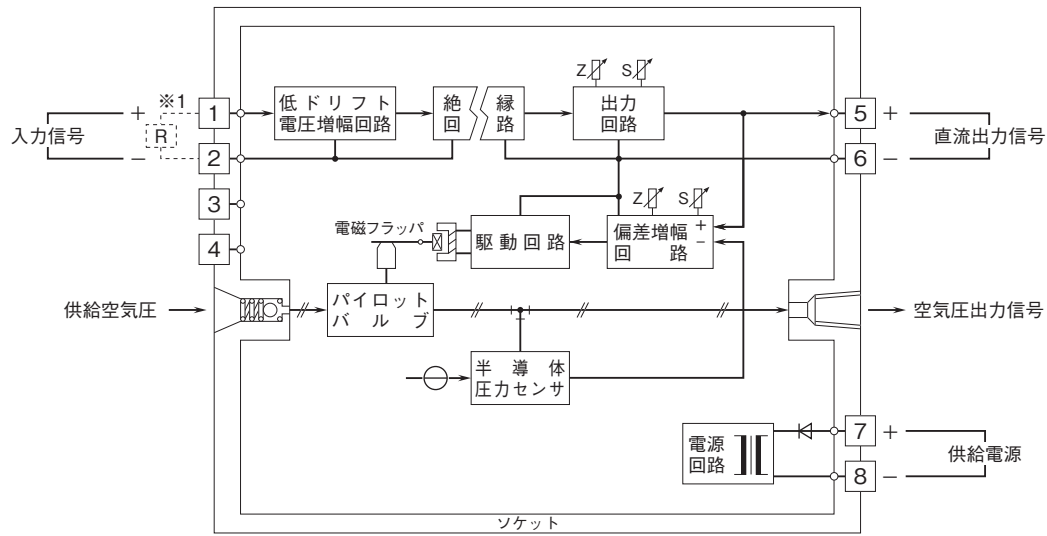 Z S
※1
1
低ドリフト
電圧増幅回路
絶
回
縁
路
出力
回路
5 +
+
入力信号
R
−
直流出力信号
2
6 −
3
Z S
電磁フラッパ
駆動回路
偏差増幅
回路
+
−
4
供給空気圧
パイロット
バルブ
空気圧出力信号
半導体
圧力センサ
電源
回路
7 +
供給電源
8 −
ソケット